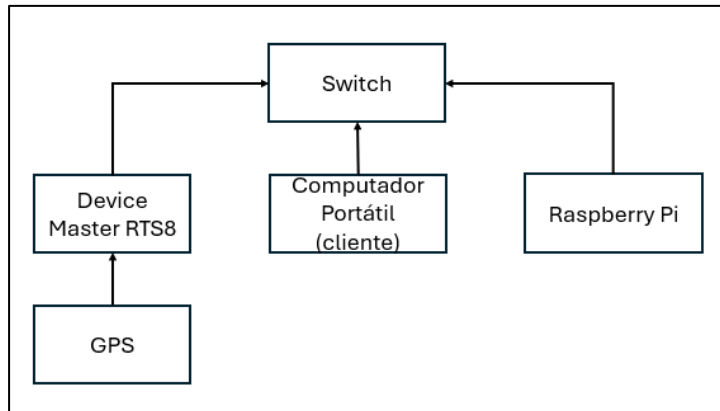 Switch
Device
Master RTS8
Computador
Portátil
(cliente)
Raspberry Pi
GPS